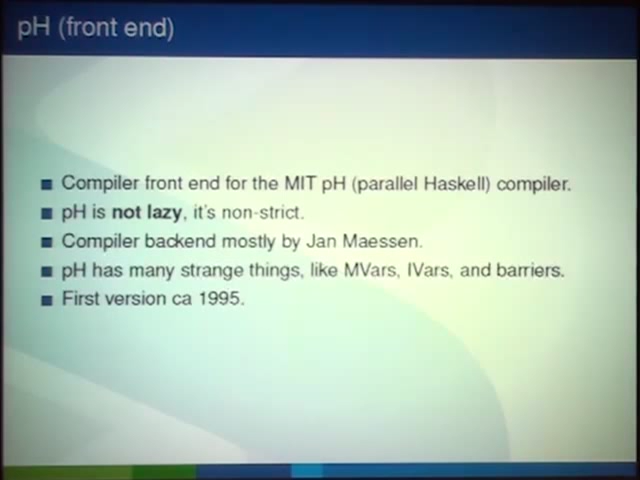 pH (front end)
Compiler front end for the MIT pH (parallel Haskell) compiler.
pH is not lazy, it's non-strict.
Compiler backend mostly by Jan Maessen.
pH has many strange things, like MVars, IVars, and barriers.
First version ca 1995.